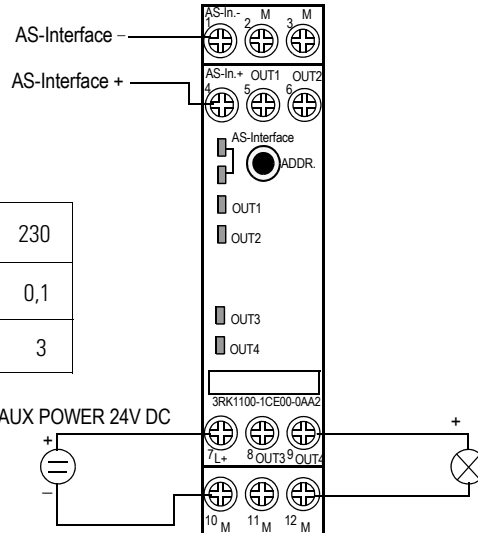 AS-In.- M M
1 2 3
AS-Interface –
AS-In.+ OUT1 OUT2
4 5 6
AS-Interface +
AS-Interface
ADDR.
OUT1
OUT2
230
0,1
3
OUT3
OUT4
3RK1100-1CE00-0AA2
AUX POWER 24V DC
+
–
+
7 L+ 8 OUT3 9 OUT4
10 M 11 M 12 M